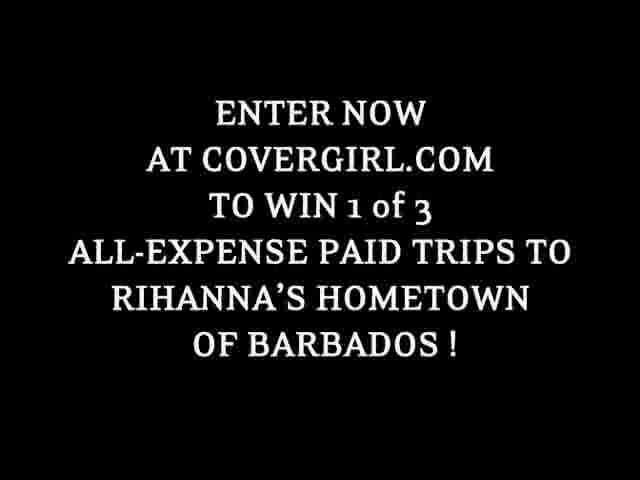 ENTER NOW
AT COVERGIRL.COM
TO WIN 1 of 3
ALL-EXPENSE PAID TRIPS TO
RIHANNA'S HOMETOWN
OF BARBADOS !